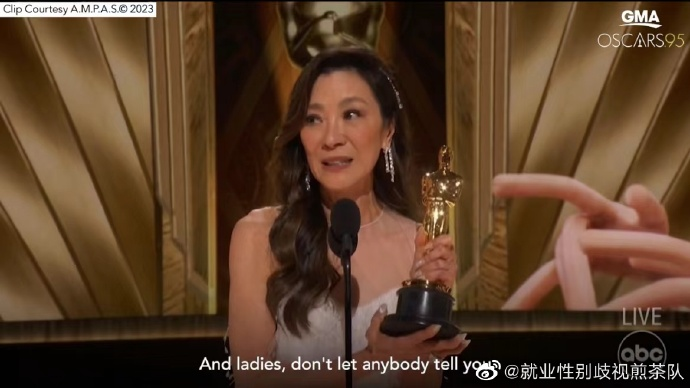 Clip Courtesy A.M.P.A.S.© 2023
GMA
OSCARS95
LIVE
abc
And ladies, don't let anybody tell you
@就业性别歧视煎茶队